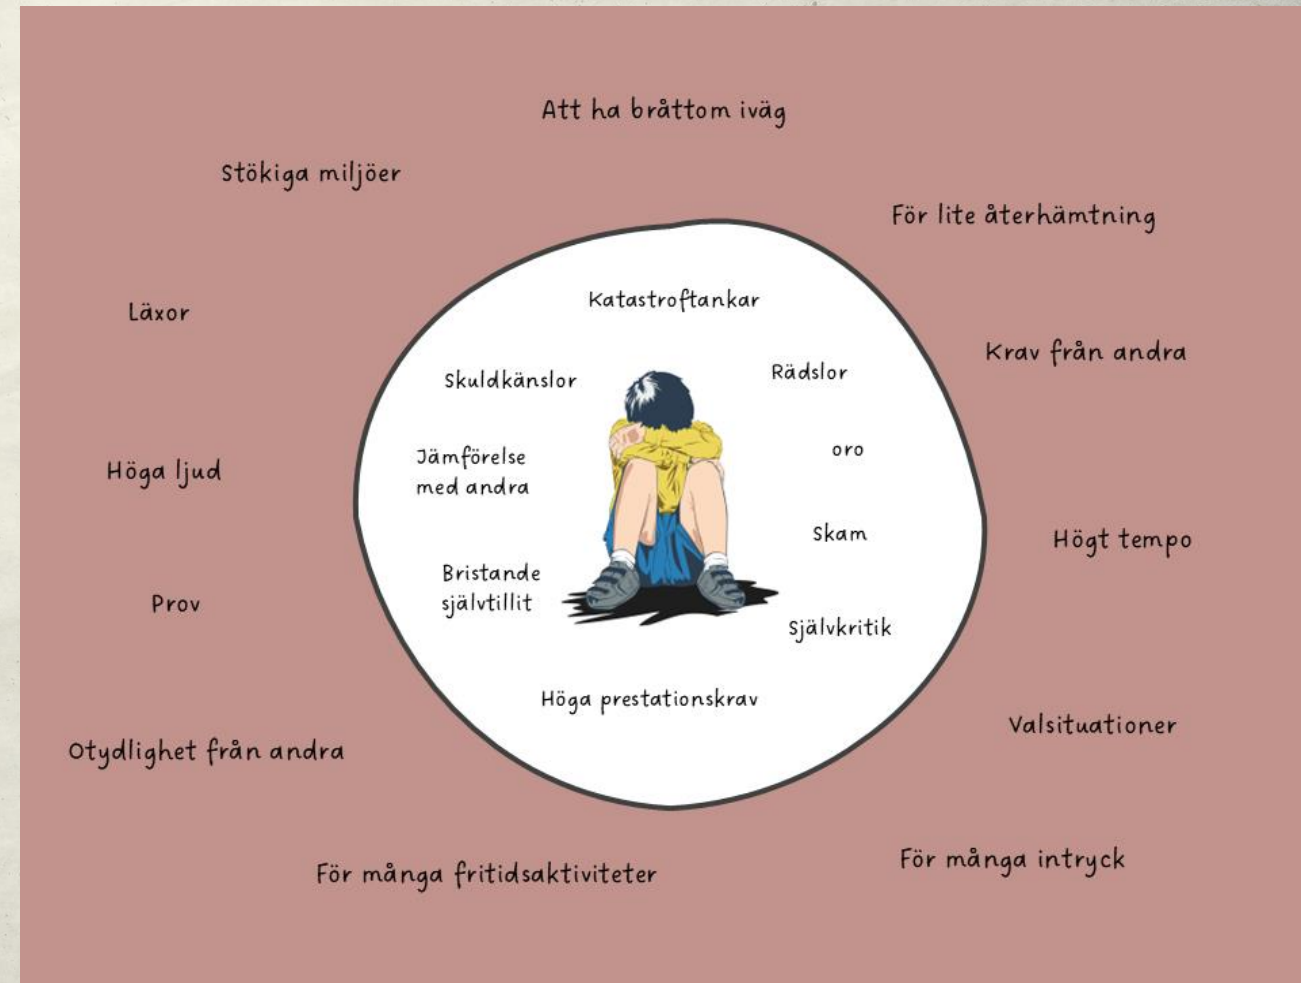 Att ha bråttom iväg
Stökiga miljöer
För lite återhämtning
Katastroftankar
Läxor
Krav från andra
Skuldkänslor
Rädslor
oro
Jämförelse
med andra
Höga ljud
Skam
Högt tempo
Bristande
självtillit
Prov
Självkritik
Höga prestationskrav
Valsituationer
Otydlighet från andra
För många intryck
För många fritidsaktiviteter